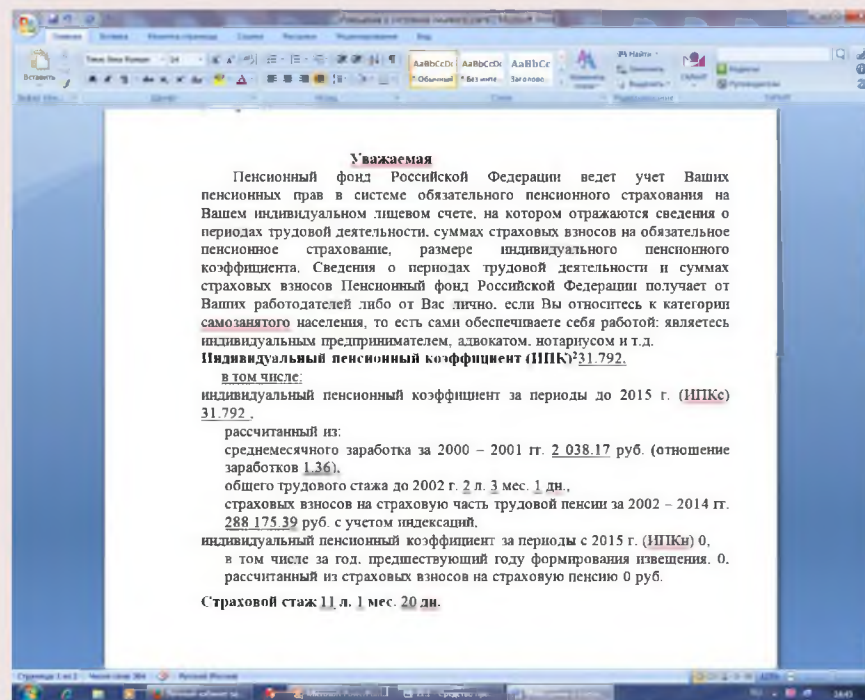 Вставить
АаBbCcDc
АаBbCcDc
AaBbCc
Уважаемая
Пенсионный фонд Российской Федерации ведет учет Ваших
пенсионных прав в системе обязательного пенсионного страхования на
Вашем индивидуальном лицевом счете, на котором отражаются сведения о
периодах трудовой деятельности, суммах страховых взносов на обязательное
пенсионное страхование, размере индивидуального пенсионного
коэффициента. Сведения о периодах трудовой деятельности и суммах
страховых взносов Пенсионный фонд Российской Федерации получает от
Ваших работодателей либо от Вас лично, если Вы относитесь к категории
самозанятого населения, то есть сами обеспечиваете себя работой: являетесь
индивидуальным предпринимателем, адвокатом, нотариусом и т.д.
Индивидуальный пенсионный коэффициент (ИПК)²31.792,
в том числе:
индивидуальный пенсионный коэффициент за периоды до 2015 г. (ИПКс)
31.792 ,
рассчитанный из:
среднемесячного заработка за 2000 – 2001 гг. 2 038.17 руб. (отношение
заработков 1.36),
общего трудового стажа до 2002 г. 2 л. 3 мес. 1 дн.,
страховых взносов на страховую часть трудовой пенсии за 2002 – 2014 гг.
288 175.39 руб. с учетом индексаций,
индивидуальный пенсионный коэффициент за периоды с 2015 г. (ИПКн) 0,
в том числе за год, предшествующий году формирования извещения, 0,
рассчитанный из страховых взносов на страховую пенсию 0 руб.
Страховой стаж 11 л. 1 мес. 20 дн.